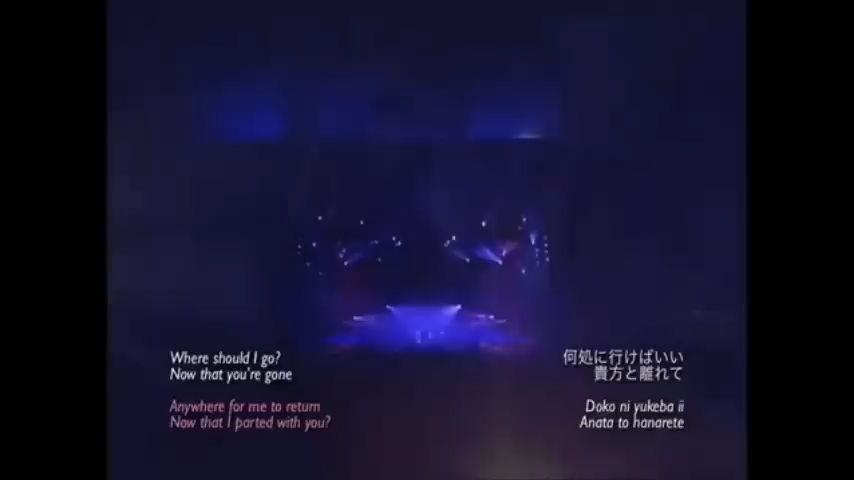 Where should I go?
Now that you're gone
Anywhere for me to return
Now that I parted with you?
何処に行けばいい
貴方と離れて
Doko ni yukeba ii
Anata to hanarete